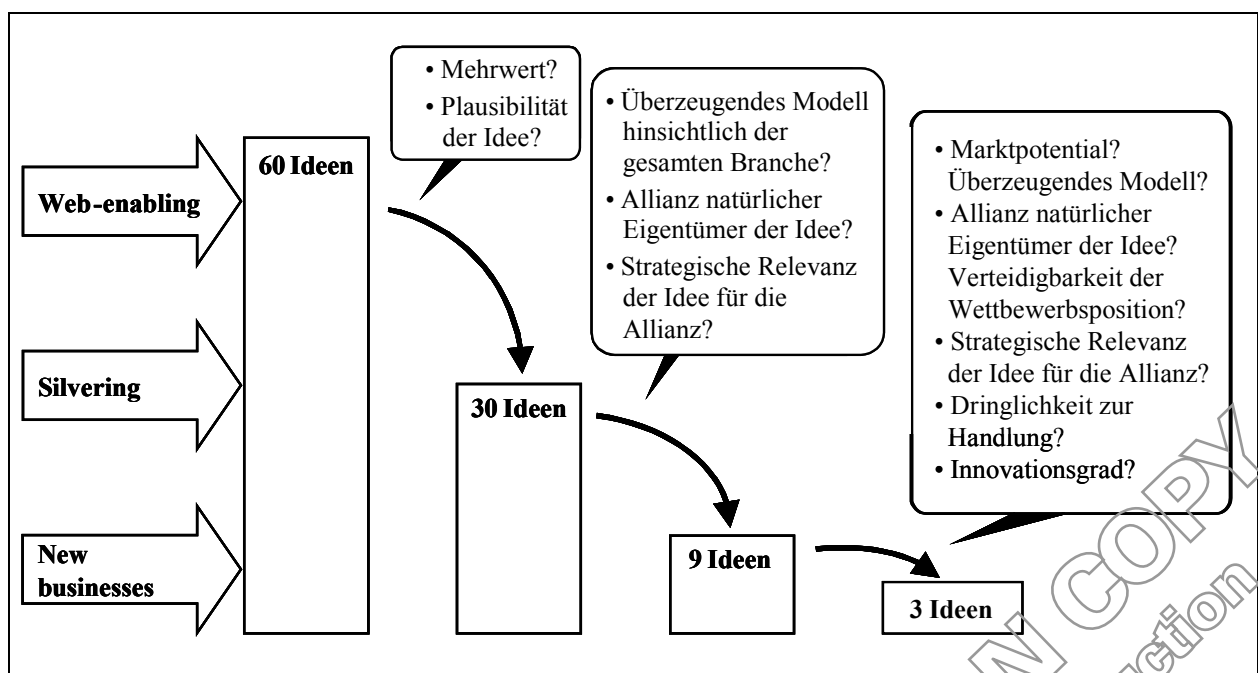 Web-enabling
Silvering
New
businesses
60 Ideen
• Mehrwert?
• Plausibilität
der Idee?
30 Ideen
• Überzeugendes Modell
hinsichtlich der
gesamten Branche?
• Allianz natürlicher
Eigentümer der Idee?
• Strategische Relevanz
der Idee für die
Allianz?
9 Ideen
• Marktpotential?
Überzeugendes Modell?
• Allianz natürlicher
Eigentümer der Idee?
Verteidigbarkeit der
Wettbewerbsposition?
• Strategische Relevanz
der Idee für die Allianz?
• Dringlichkeit zur
Handlung?
• Innovationsgrad?
3 Ideen
COPY